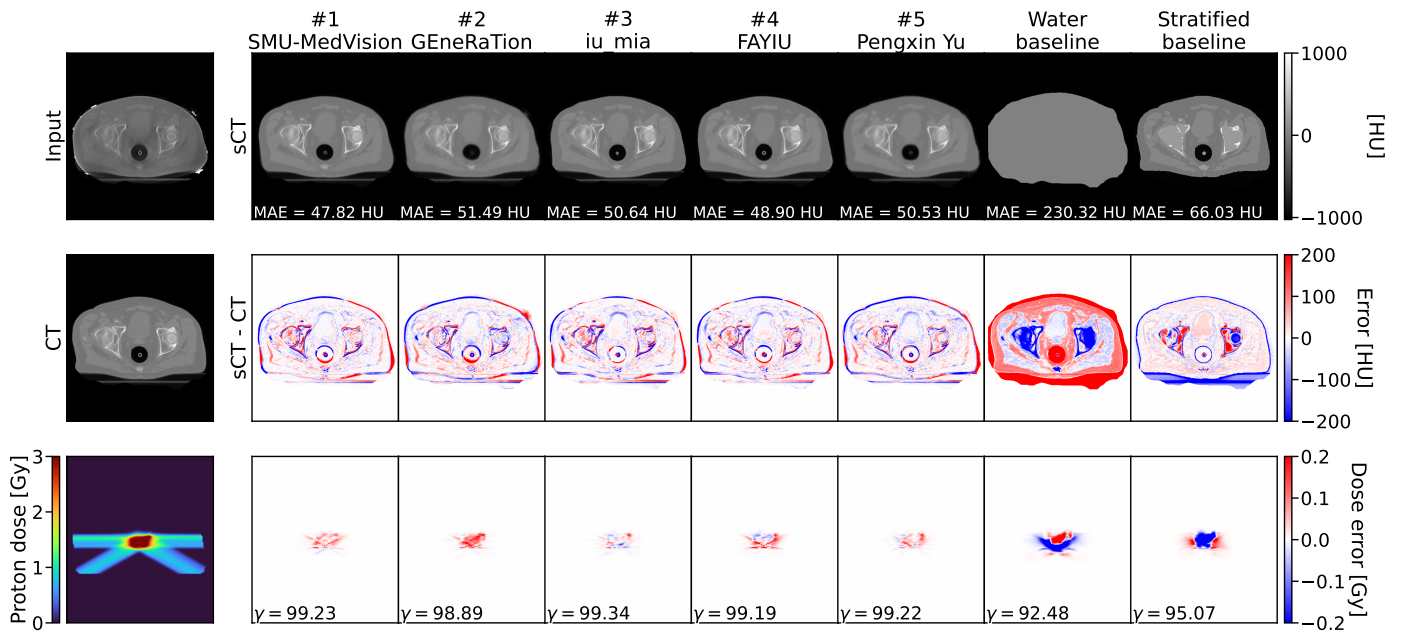 #1 #2 #3 #4 #5 Water Stratified
SMU-MedVision GEneRaTion iu_mia FAYIU Pengxin Yu baseline baseline
Input
sCT
MAE = 47.82 HU MAE = 51.49 HU MAE = 50.64 HU MAE = 48.90 HU MAE = 50.53 HU MAE = 230.32 HU MAE = 66.03 HU
1000
0
−1000
[HU]
CT
sCT - CT
200
100
0
−100
−200
Error [HU]
Proton dose [Gy]
3
2
1
0
γ = 99.23 γ = 98.89 γ = 99.34 γ = 99.19 γ = 99.22 γ = 92.48 γ = 95.07
0.2
0.1
0.0
−0.1
−0.2
Dose error [Gy]